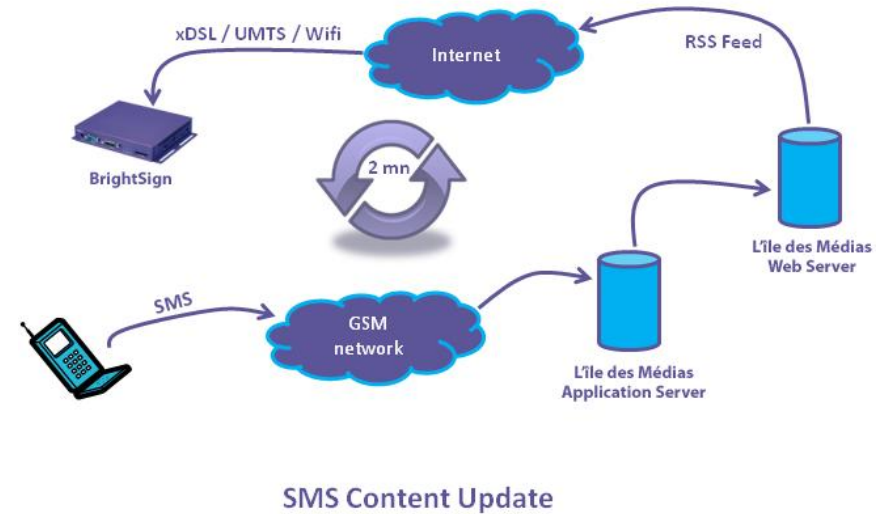 xDSL / UMTS / Wifi
Internet
RSS Feed
BrightSign
2 mn
L'île des Médias
Web Server
SMS
GSM
network
L'île des Médias
Application Server
SMS Content Update